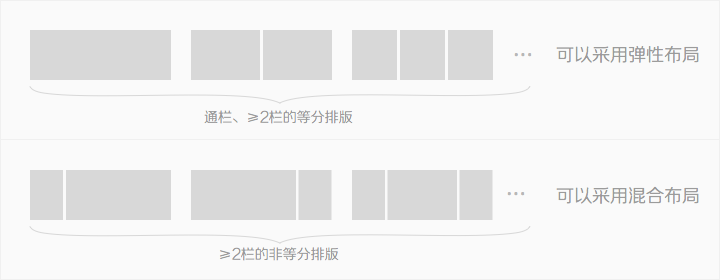 … 可以采用弹性布局
通栏、≥2栏的等分排版
… 可以采用混合布局
≥2栏的非等分排版